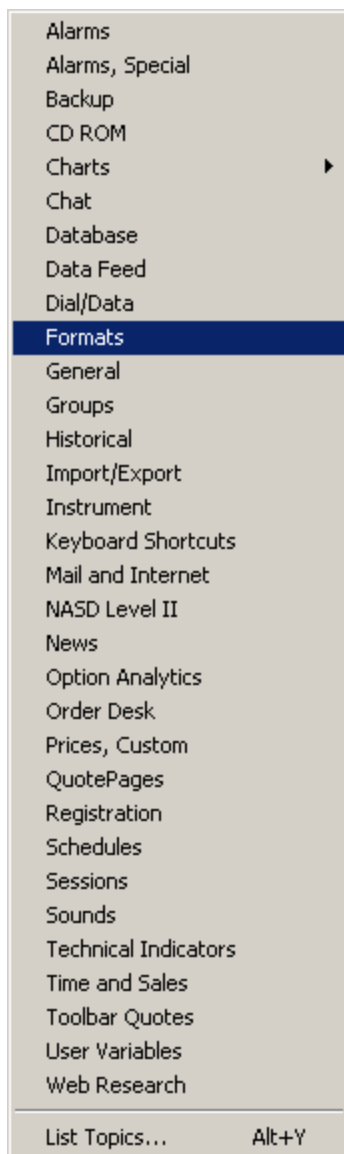 Alarms
Alarms, Special
Backup
CD ROM
Charts
Chat
Database
Data Feed
Dial/Data
Formats
General
Groups
Historical
Import/Export
Instrument
Keyboard Shortcuts
Mail and Internet
NASD Level II
News
Option Analytics
Order Desk
Prices, Custom
QuotePages
Registration
Schedules
Sessions
Sounds
Technical Indicators
Time and Sales
Toolbar Quotes
User Variables
Web Research
List Topics... Alt+Y